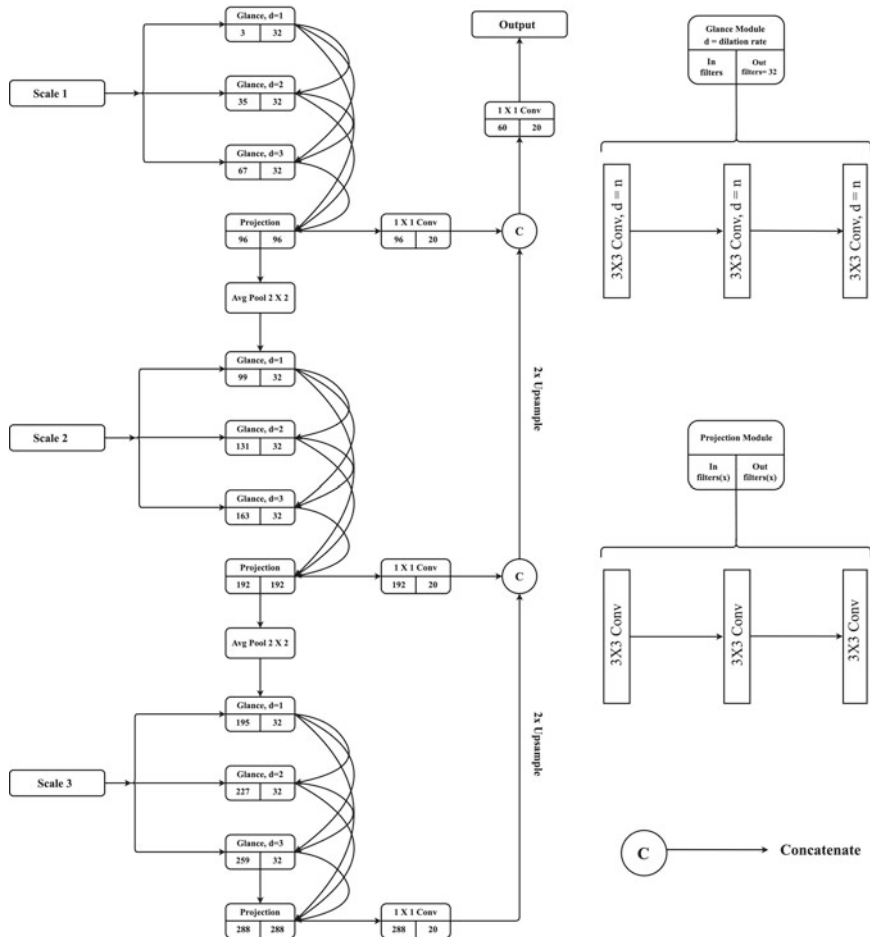 Glance, d=1
3 32
Scale 1
Glance, d=2
35 32
Glance, d=3
67 32
Projection
96 96
1 X 1 Conv
96 20
C
1 X 1 Conv
60 20
Output
Avg Pool 2 X 2
Glance, d=1
99 32
Scale 2
Glance, d=2
131 32
Glance, d=3
163 32
Projection
192 192
1 X 1 Conv
192 20
C
2x Upsample
Avg Pool 2 X 2
Glance, d=1
195 32
Scale 3
Glance, d=2
227 32
Glance, d=3
259 32
Projection
288 288
1 X 1 Conv
288 20
2x Upsample
Glance Module
d = dilation rate
In
filters
Out
filters= 32
3X3 Conv, d = n
3X3 Conv, d = n
3X3 Conv, d = n
Projection Module
In
filters(x)
Out
filters(x)
3X3 Conv
3X3 Conv
3X3 Conv
C
Concatenate